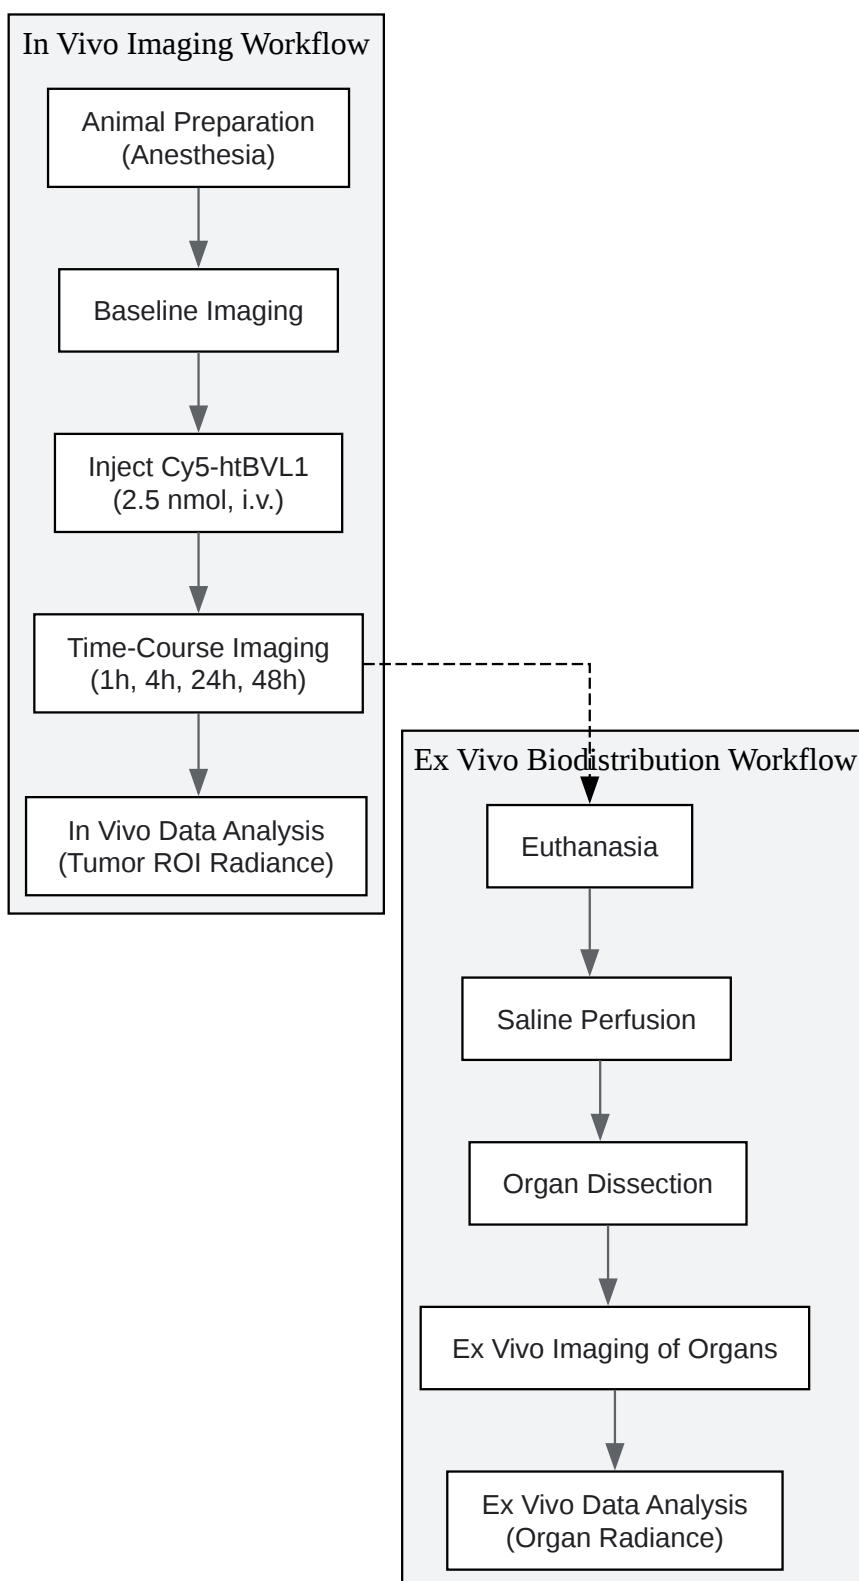 In Vivo Imaging Workflow
Animal Preparation
(Anesthesia)
Baseline Imaging
Inject Cy5-htBVL1
(2.5 nmol, i.v.)
Time-Course Imaging
(1h, 4h, 24h, 48h)
In Vivo Data Analysis
(Tumor ROI Radiance)
Ex Vivo Biodistribution Workflow
Euthanasia
Saline Perfusion
Organ Dissection
Ex Vivo Imaging of Organs
Ex Vivo Data Analysis
(Organ Radiance)